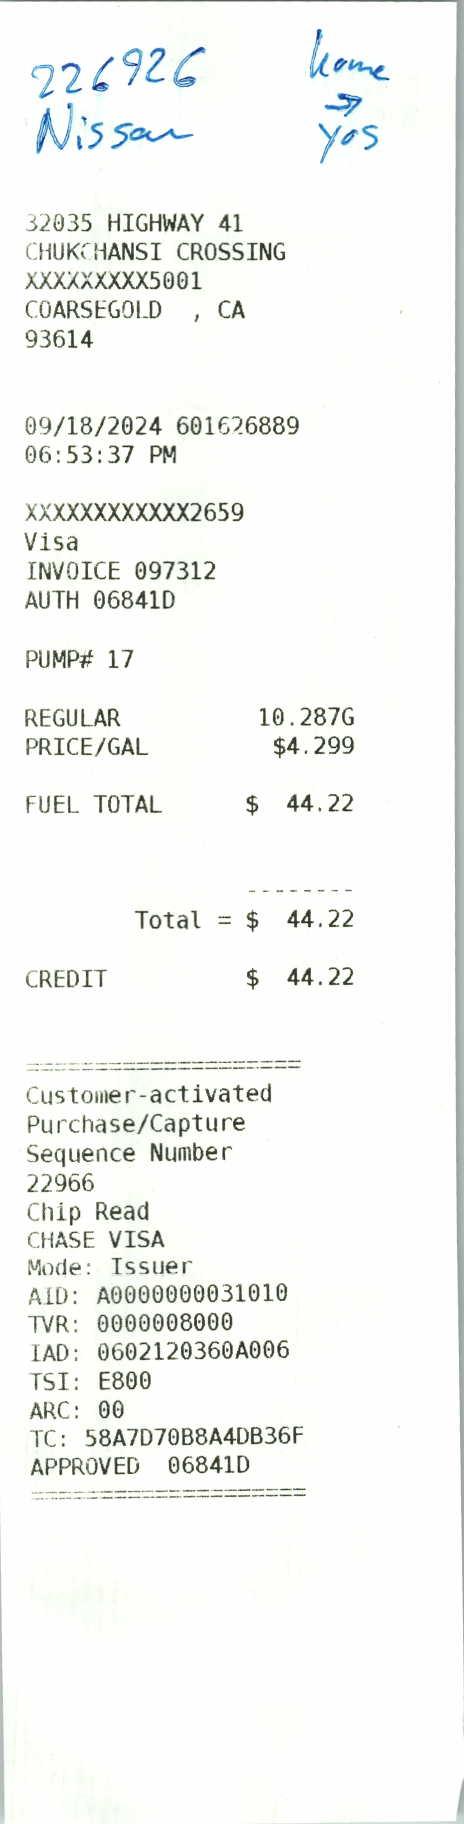 226926
Nissan
home
→
yos
32035 HIGHWAY 41
CHUKCHANSI CROSSING
XXXXXXXXX5001
COARSEGOLD , CA
93614
09/18/2024 601626889
06:53:37 PM
XXXXXXXXXXXX2659
Visa
INVOICE 097312
AUTH 06841D
PUMP# 17
REGULAR 10.287G
PRICE/GAL $4.299
FUEL TOTAL $ 44.22
--------
Total = $ 44.22
CREDIT $ 44.22
====================
Customer-activated
Purchase/Capture
Sequence Number
22966
Chip Read
CHASE VISA
Mode: Issuer
AID: A0000000031010
TVR: 0000008000
IAD: 0602120360A006
TSI: E800
ARC: 00
TC: 58A7D70B8A4DB36F
APPROVED 06841D
====================